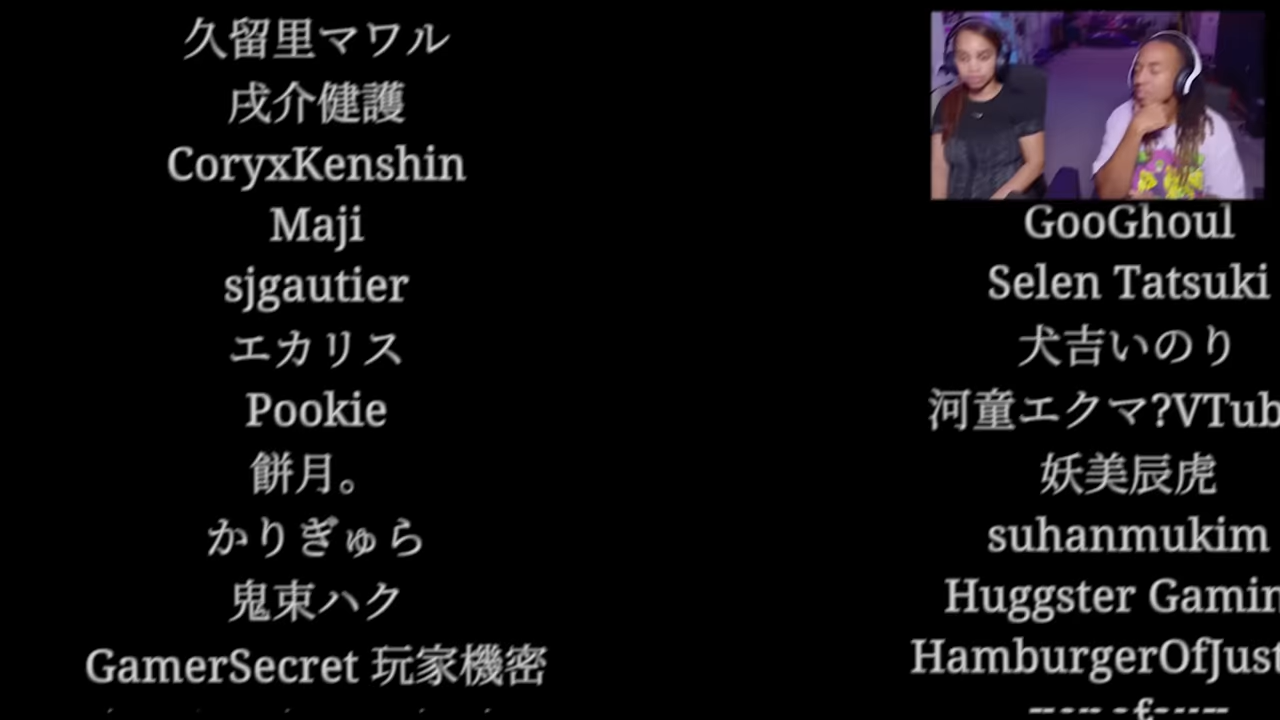 久留里マワル
戌介健護
CoryxKenshin
Maji
sjgautier
エカリス
Pookie
餅月。
かりぎゅら
鬼束ハク
GamerSecret 玩家機密
GooGhoul
Selen Tatsuki
犬吉いのり
河童エクマ?VTub
妖美辰虎
suhanmukim
Huggster Gamin
HamburgerOfJust